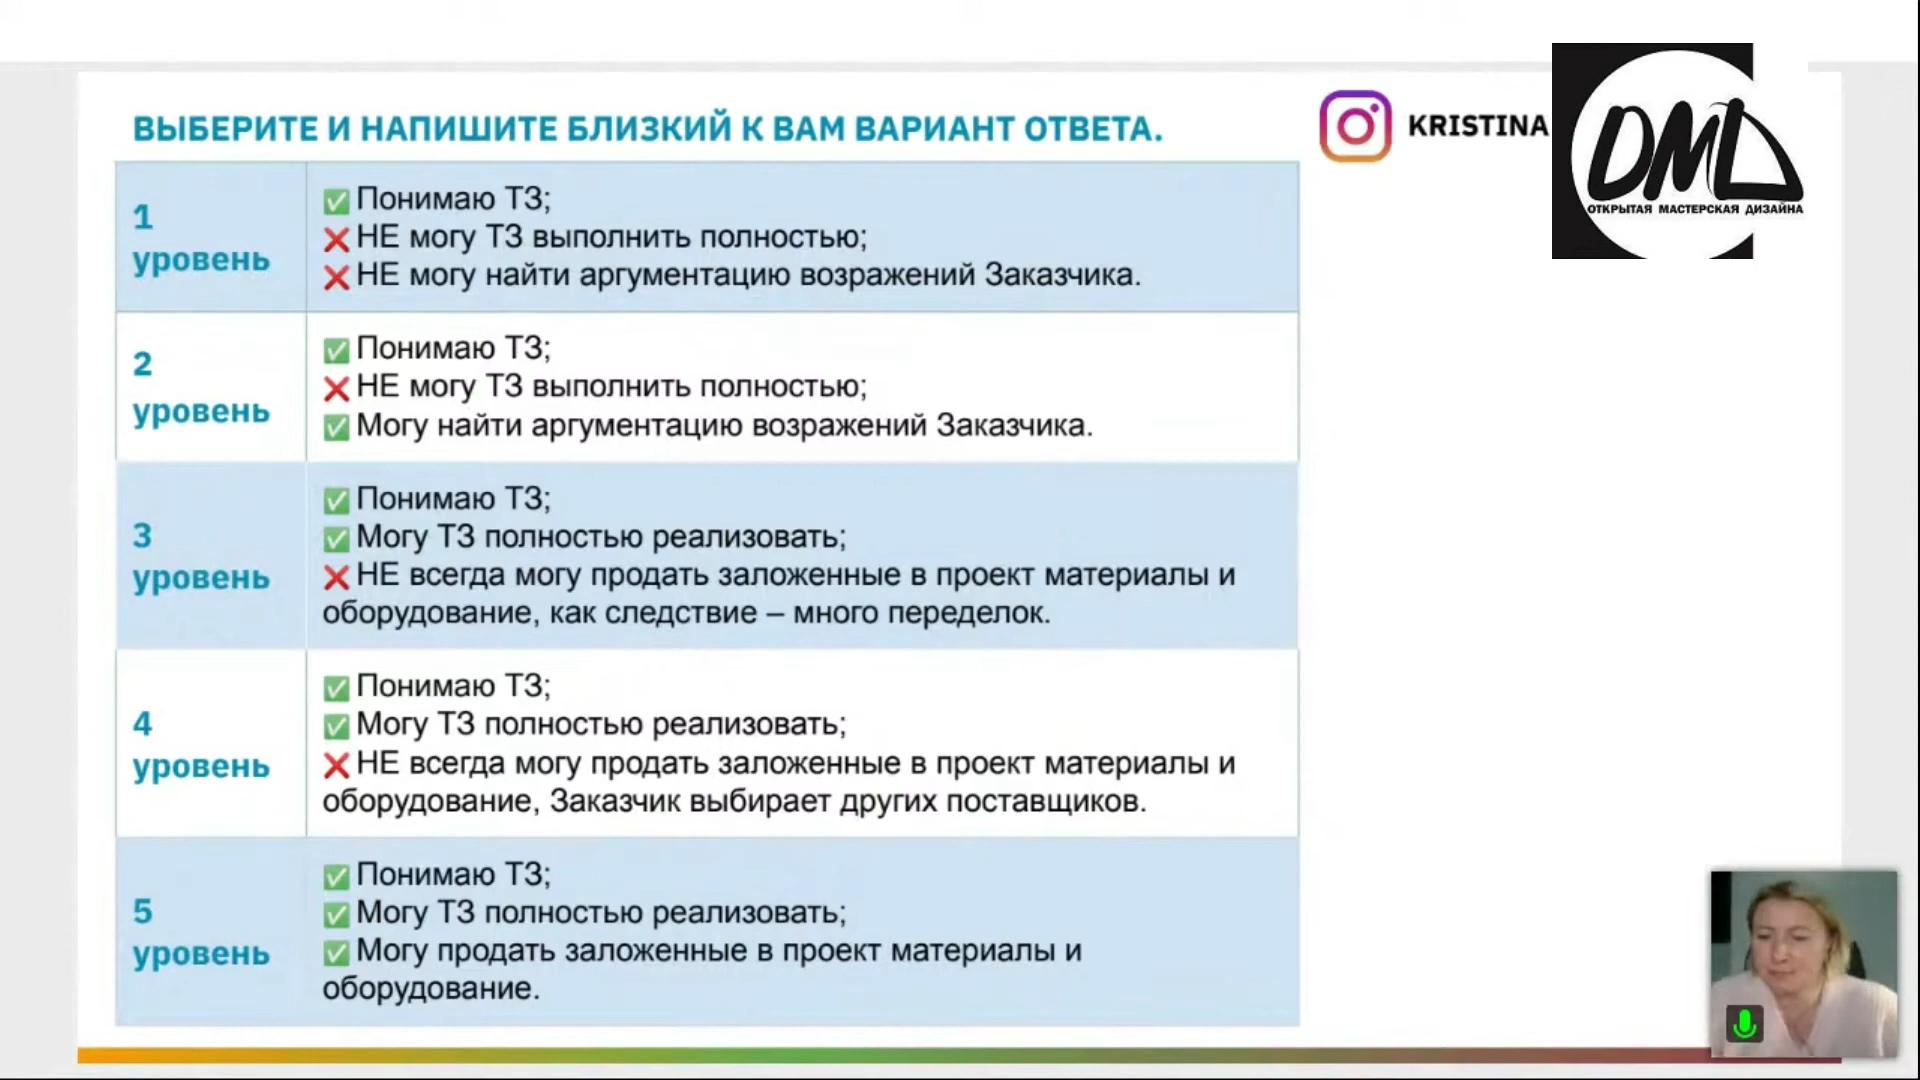 ВЫБЕРИТЕ И НАПИШИТЕ БЛИЗКИЙ К ВАМ ВАРИАНТ ОТВЕТА.
KRISTINA
DMD
ОТКРЫТАЯ МАСТЕРСКАЯ ДИЗАЙНА
1
уровень
✅ Понимаю ТЗ;
❌ НЕ могу ТЗ выполнить полностью;
❌ НЕ могу найти аргументацию возражений Заказчика.
2
уровень
✅ Понимаю ТЗ;
❌ НЕ могу ТЗ выполнить полностью;
✅ Могу найти аргументацию возражений Заказчика.
3
уровень
✅ Понимаю ТЗ;
✅ Могу ТЗ полностью реализовать;
❌ НЕ всегда могу продать заложенные в проект материалы и
оборудование, как следствие – много переделок.
4
уровень
✅ Понимаю ТЗ;
✅ Могу ТЗ полностью реализовать;
❌ НЕ всегда могу продать заложенные в проект материалы и
оборудование, Заказчик выбирает других поставщиков.
5
уровень
✅ Понимаю ТЗ;
✅ Могу ТЗ полностью реализовать;
✅ Могу продать заложенные в проект материалы и
оборудование.